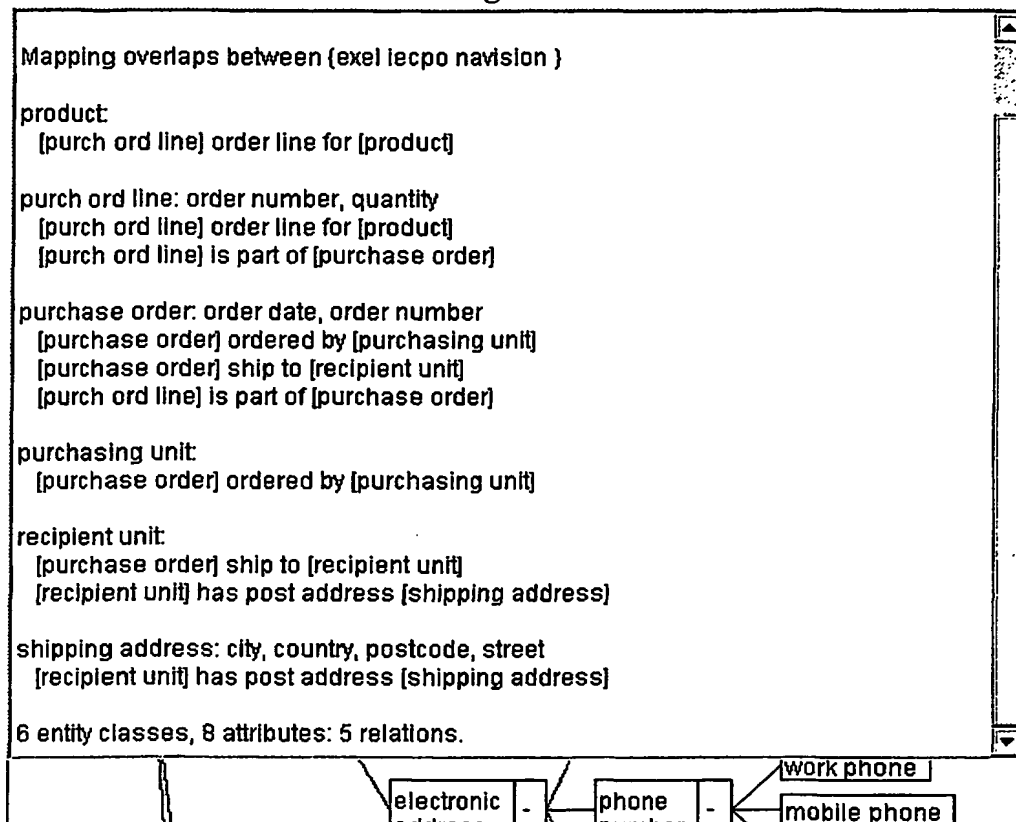 Mapping overlaps between {exel iecpo navision }
product:
[purch ord line] order line for [product]
purch ord line: order number, quantity
[purch ord line] order line for [product]
[purch ord line] is part of [purchase order]
purchase order: order date, order number
[purchase order] ordered by [purchasing unit]
[purchase order] ship to [recipient unit]
[purch ord line] is part of [purchase order]
purchasing unit:
[purchase order] ordered by [purchasing unit]
recipient unit:
[purchase order] ship to [recipient unit]
[recipient unit] has post address [shipping address]
shipping address: city, country, postcode, street
[recipient unit] has post address [shipping address]
6 entity classes, 8 attributes: 5 relations.
work phone
electronic - phone - mobile phone